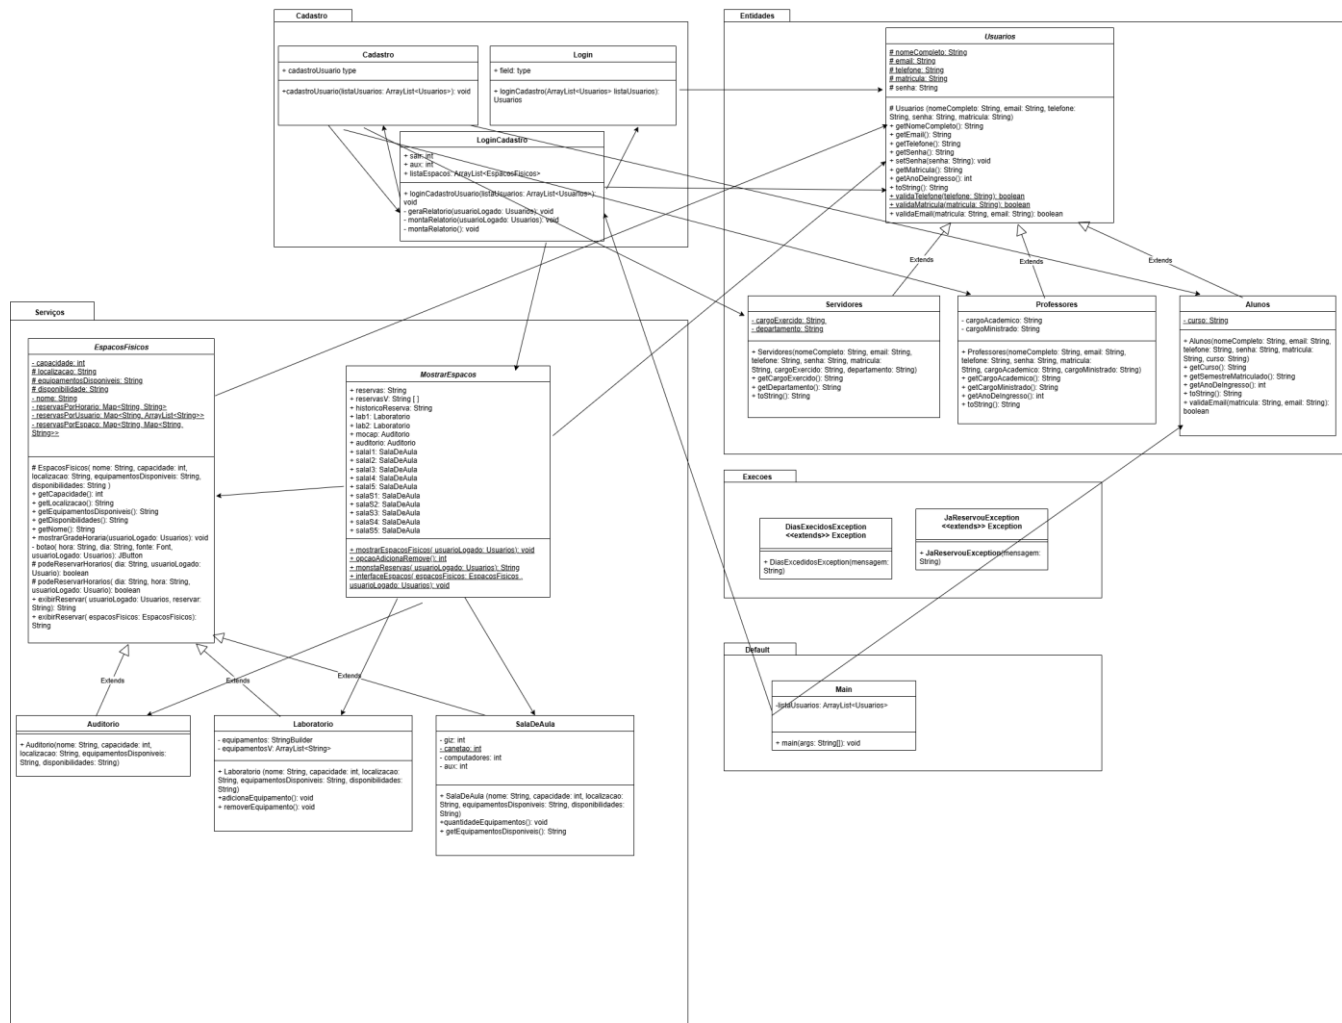 Cadastro
Cadastro
+ cadastroUsuario type
+cadastroUsuario(listaUsuarios: ArrayList<Usuarios>): void
Login
+ field: type
+ loginCadastro(ArrayList<Usuarios> listaUsuarios):
Usuarios
LoginCadastro
+ sair: int
+ aux: int
+ listaEspacos: ArrayList<EspacosFisicos>
+ loginCadastroUsuario(listaUsuarios: ArrayList<Usuarios>):
void
- geraRelatorio(usuarioLogado: Usuarios): void
- montaRelatorio(usuarioLogado: Usuarios): void
- montaRelatorio(): void
Entidades
Usuarios
# nomeCompleto: String
# email: String
# telefone: String
# matricula: String
# senha: String
# Usuarios (nomeCompleto: String, email: String, telefone:
String, senha: String, matricula: String)
+ getNomeCompleto(): String
+ getEmail(): String
+ getTelefone(): String
+ getSenha(): String
+ setSenha(senha: String): void
+ getMatricula(): String
+ getAnoDeIngresso(): int
+ toString(): String
+ validaTelefone(telefone: String): boolean
+ validaMatricula(matricula: String): boolean
+ validaEmail(matricula: String, email: String): boolean
Extends
Extends
Extends
Servidores
- cargoExercido: String
- departamento: String
+ Servidores(nomeCompleto: String, email: String,
telefone: String, senha: String, matricula:
String, cargoExercido: String, departamento: String)
+ getCargoExercido(): String
+ getDepartamento(): String
+ toString(): String
Professores
- cargoAcademico: String
- cargoMinistrado: String
+ Professores(nomeCompleto: String, email: String,
telefone: String, senha: String, matricula:
String, cargoAcademico: String, cargoMinistrado: String)
+ getCargoAcademico(): String
+ getCargoMinistrado(): String
+ getAnoDeIngresso(): int
+ toString(): String
Alunos
- curso: String
+ Alunos(nomeCompleto: String, email: String,
telefone: String, senha: String, matricula:
String, curso: String)
+ getCurso(): String
+ getSemestreMatriculado(): String
+ getAnoDeIngresso(): int
+ toString(): String
+ validaEmail(matricula: String, email: String):
boolean
Serviços
EspacosFisicos
- capacidade: int
# localizacao: String
# equipamentosDisponiveis: String
# disponibilidade: String
- nome: String
- reservasPorHorario: Map<String, String>
- reservasPorUsuario: Map<String, ArrayList<String>>
- reservasPorEspaco: Map<String, Map<String,
String>>
# EspacosFisicos( nome: String, capacidade: int,
localizacao: String, equipamentosDisponiveis: String,
disponibilidades: String )
+ getCapacidade(): int
+ getLocalizacao(): String
+ getEquipamentosDisponiveis(): String
+ getDisponibilidades(): String
+ getNome(): String
+ mostrarGradeHoraria(usuarioLogado: Usuarios): void
- botao( hora: String, dia: String, fonte: Font,
usuarioLogado: Usuarios): JButton
# podeReservarHorarios( dia: String, usuarioLogado:
Usuario): boolean
# podeReservarHorarios( dia: String, hora: String,
usuarioLogado: Usuario): boolean
+ exibirReservar( usuarioLogado: Usuarios, reservar:
String): String
+ exibirReservar( espacosFisicos: EspacosFisicos):
String
MostrarEspacos
+ reservas: String
+ reservasV: String [ ]
+ historicoReserva: String
+ lab1: Laboratorio
+ lab2: Laboratorio
+ mocap: Auditorio
+ auditorio: Auditorio
+ salaI1: SalaDeAula
+ salaI2: SalaDeAula
+ salaI3: SalaDeAula
+ salaI4: SalaDeAula
+ salaI5: SalaDeAula
+ salaS1: SalaDeAula
+ salaS2: SalaDeAula
+ salaS3: SalaDeAula
+ salaS4: SalaDeAula
+ salaS5: SalaDeAula
+ mostrarEspacosFisicos( usuarioLogado: Usuarios): void
+ opcaoAdicionaRemove(): int
+ monstaReservas( usuarioLogado: Usuarios): String
+ interfaceEspacos( espacosFisicos: EspacosFisicos ,
usuarioLogado: Usuarios): void
Extends
Extends
Extends
Auditorio
+ Auditorio(nome: String, capacidade: int,
localizacao: String, equipamentosDisponiveis:
String, disponibilidades: String)
Laboratorio
- equipamentos: StringBuilder
- equipamentosV: ArrayList<String>
+ Laboratorio (nome: String, capacidade: int, localizacao:
String, equipamentosDisponiveis: String, disponibilidades:
String)
+adicionaEquipamento(): void
+ removerEquipamento(): void
SalaDeAula
- giz: int
- canetao: int
- computadores: int
- aux: int
+ SalaDeAula (nome: String, capacidade: int, localizacao:
String, equipamentosDisponiveis: String, disponibilidades:
String)
+quantidadeEquipamentos(): void
+ getEquipamentosDisponiveis(): String
Execoes
DiasExecidosException
<<extends>> Exception
+ DiasExcedidosException(mensagem:
String)
JaReservouException
<<extends>> Exception
+ JaReservouException(mensagem:
String)
Default
Main
-listaUsuarios: ArrayList<Usuarios>
+ main(args: String[]): void